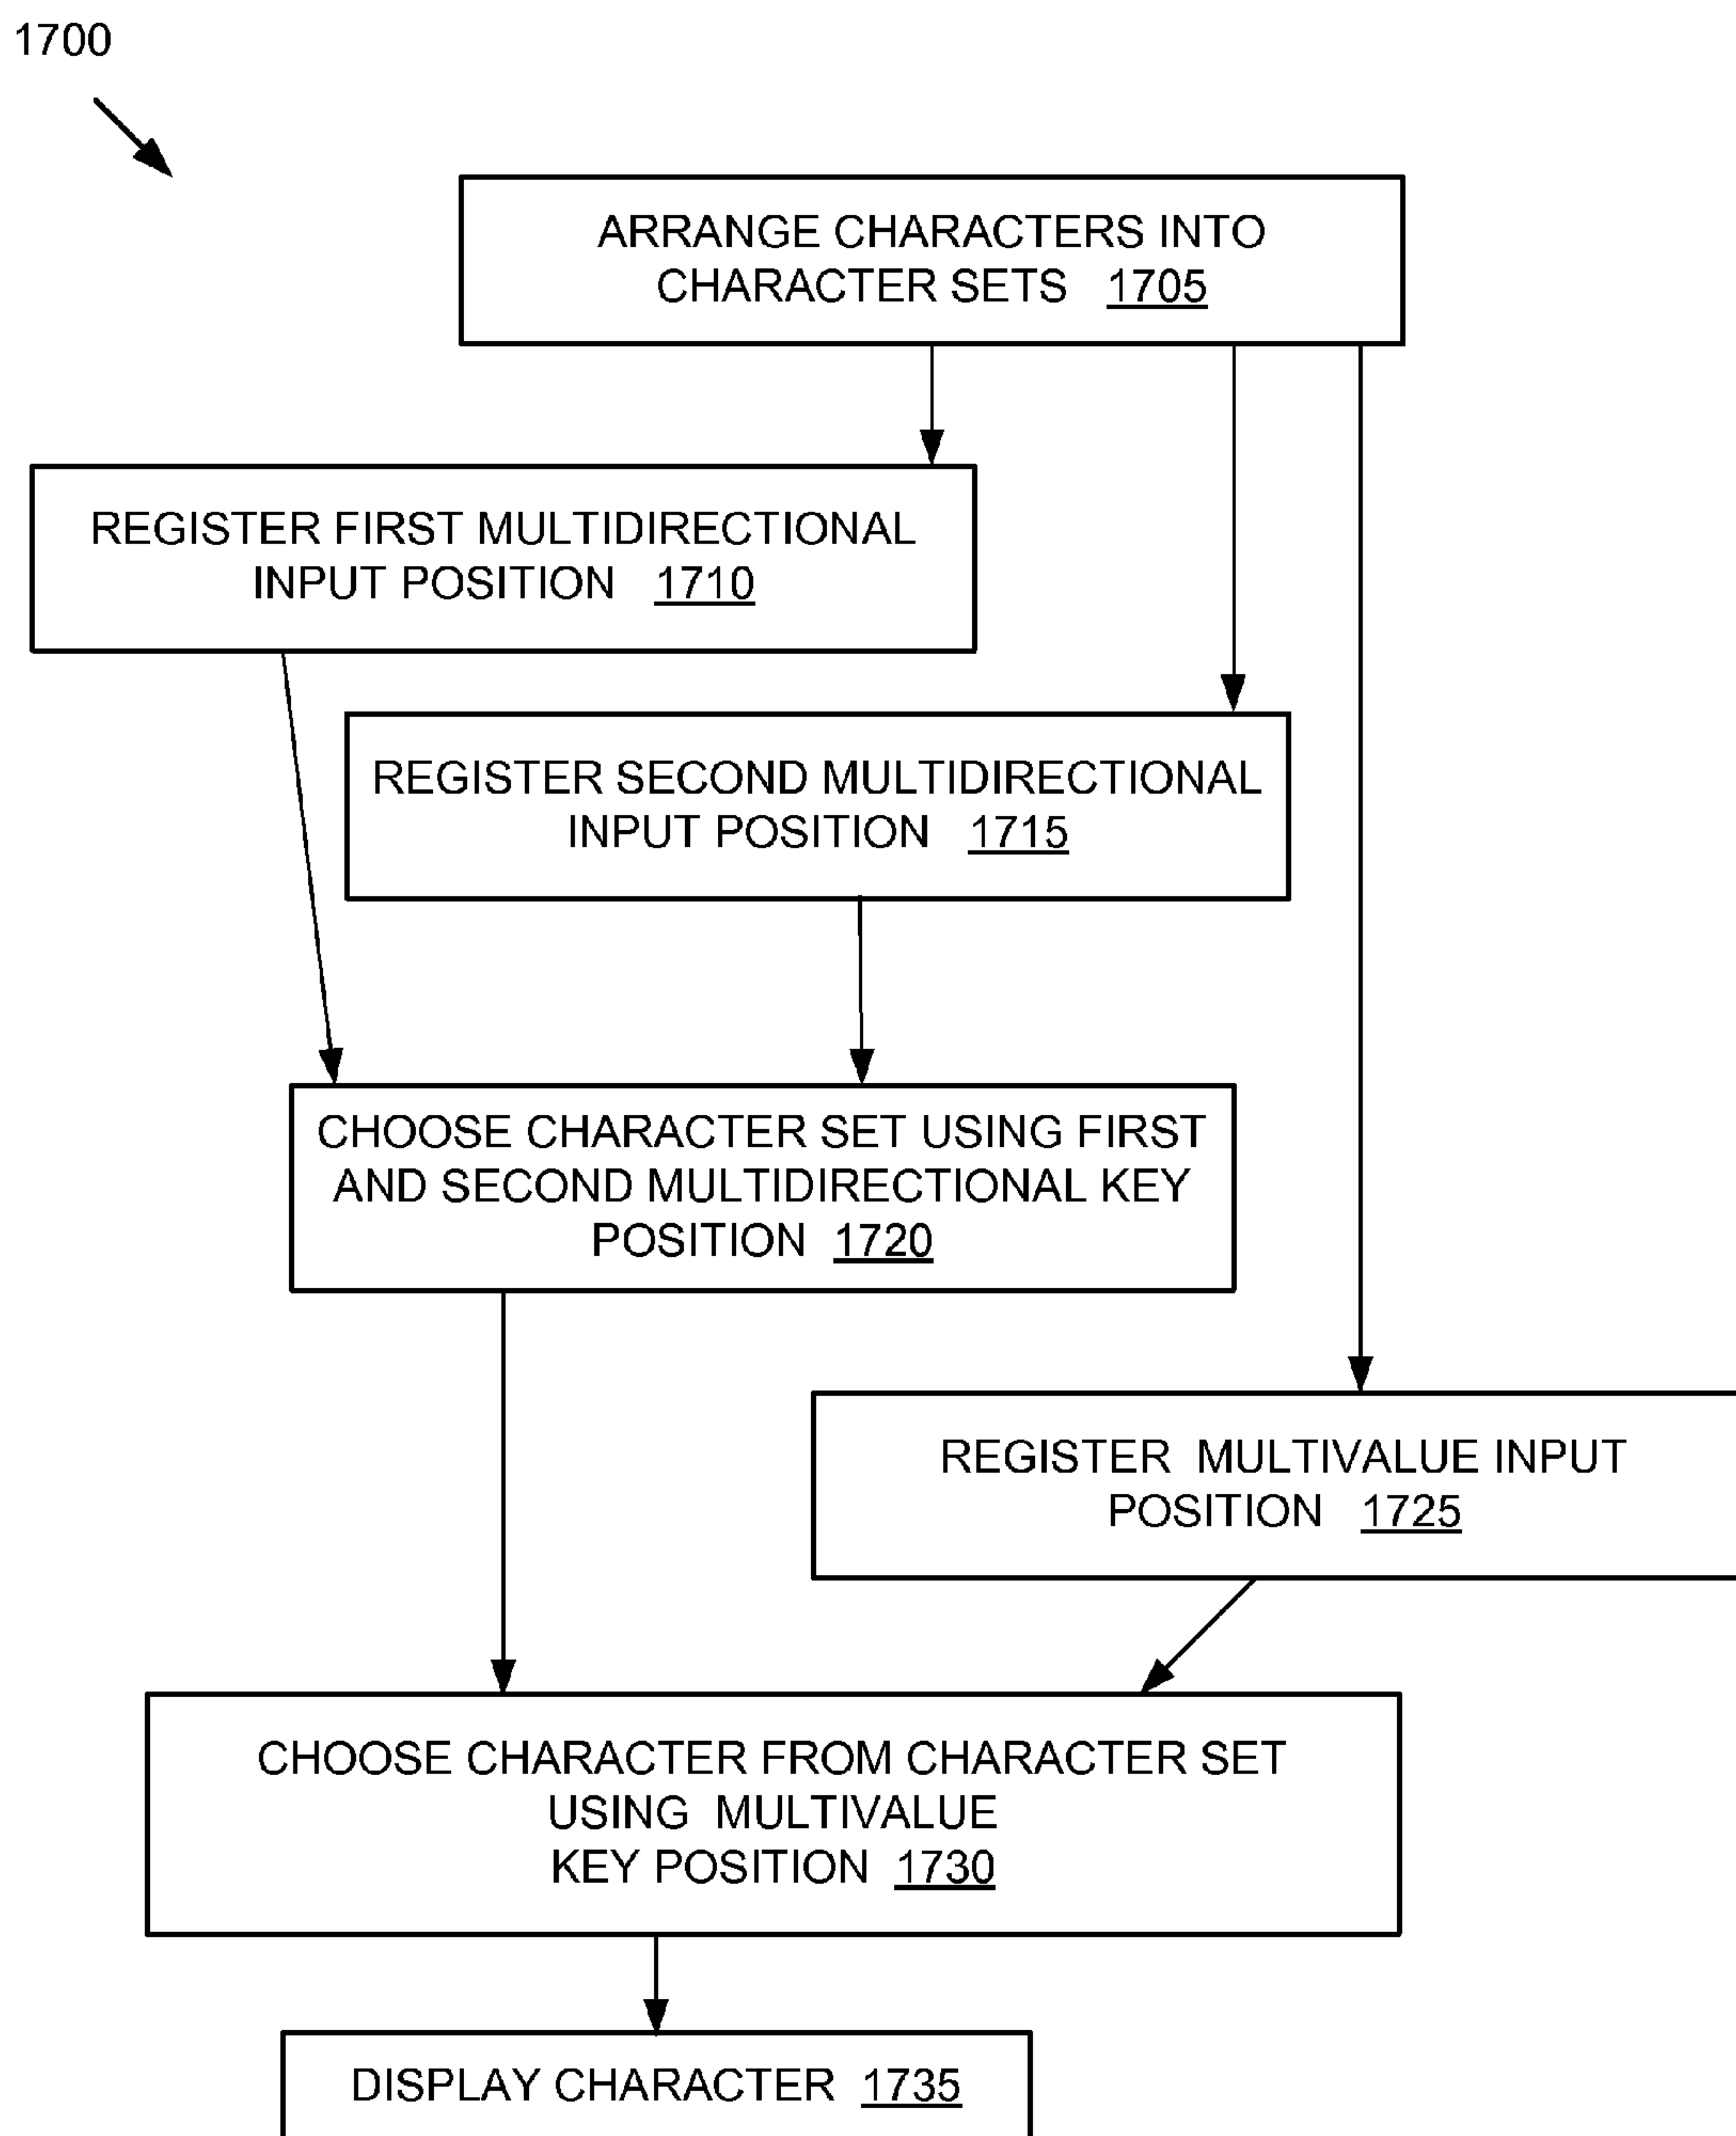 1700
ARRANGE CHARACTERS INTO
CHARACTER SETS 1705
REGISTER FIRST MULTIDIRECTIONAL
INPUT POSITION 1710
REGISTER SECOND MULTIDIRECTIONAL
INPUT POSITION 1715
CHOOSE CHARACTER SET USING FIRST
AND SECOND MULTIDIRECTIONAL KEY
POSITION 1720
REGISTER MULTIVALUE INPUT
POSITION 1725
CHOOSE CHARACTER FROM CHARACTER SET
USING MULTIVALUE
KEY POSITION 1730
DISPLAY CHARACTER 1735